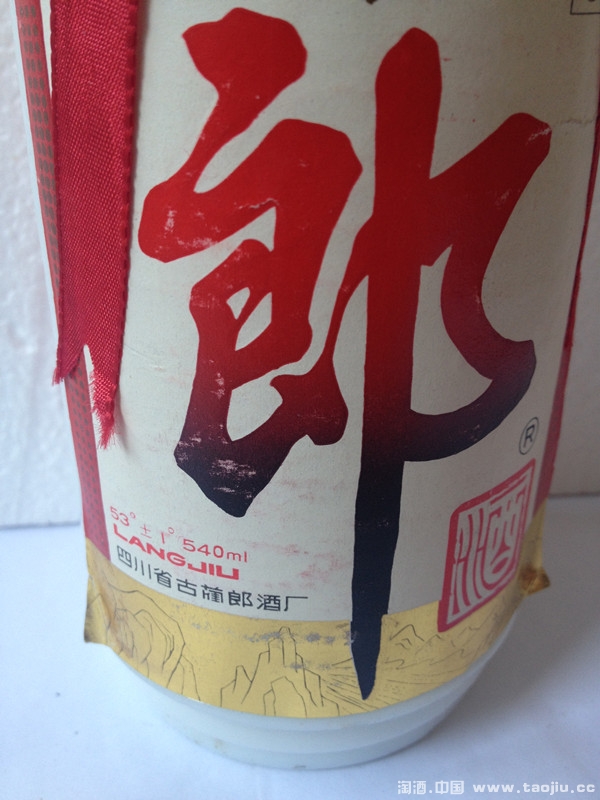 郎
®
酒
53°±1° 540ml
LANGJIU
四川省古蔺郎酒厂
淘酒.中国 www.taojiu.cc